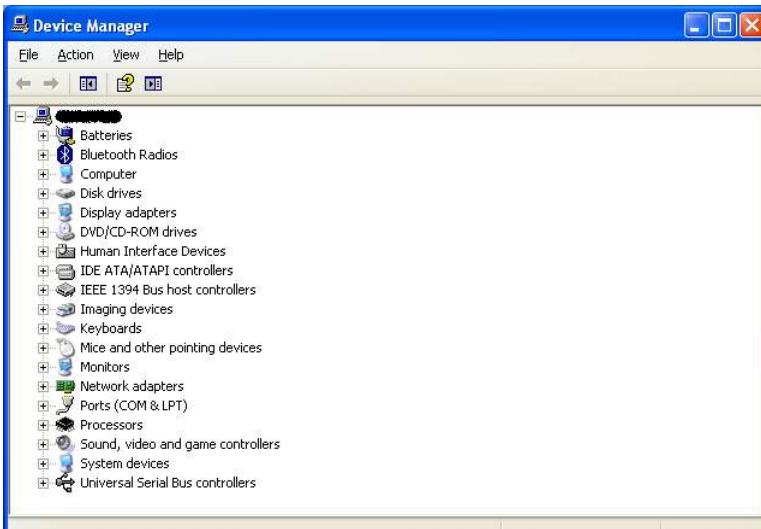 Device Manager
File Action View Help
Batteries
Bluetooth Radios
Computer
Disk drives
Display adapters
DVD/CD-ROM drives
Human Interface Devices
IDE ATA/ATAPI controllers
IEEE 1394 Bus host controllers
Imaging devices
Keyboards
Mice and other pointing devices
Monitors
Network adapters
Ports (COM & LPT)
Processors
Sound, video and game controllers
System devices
Universal Serial Bus controllers